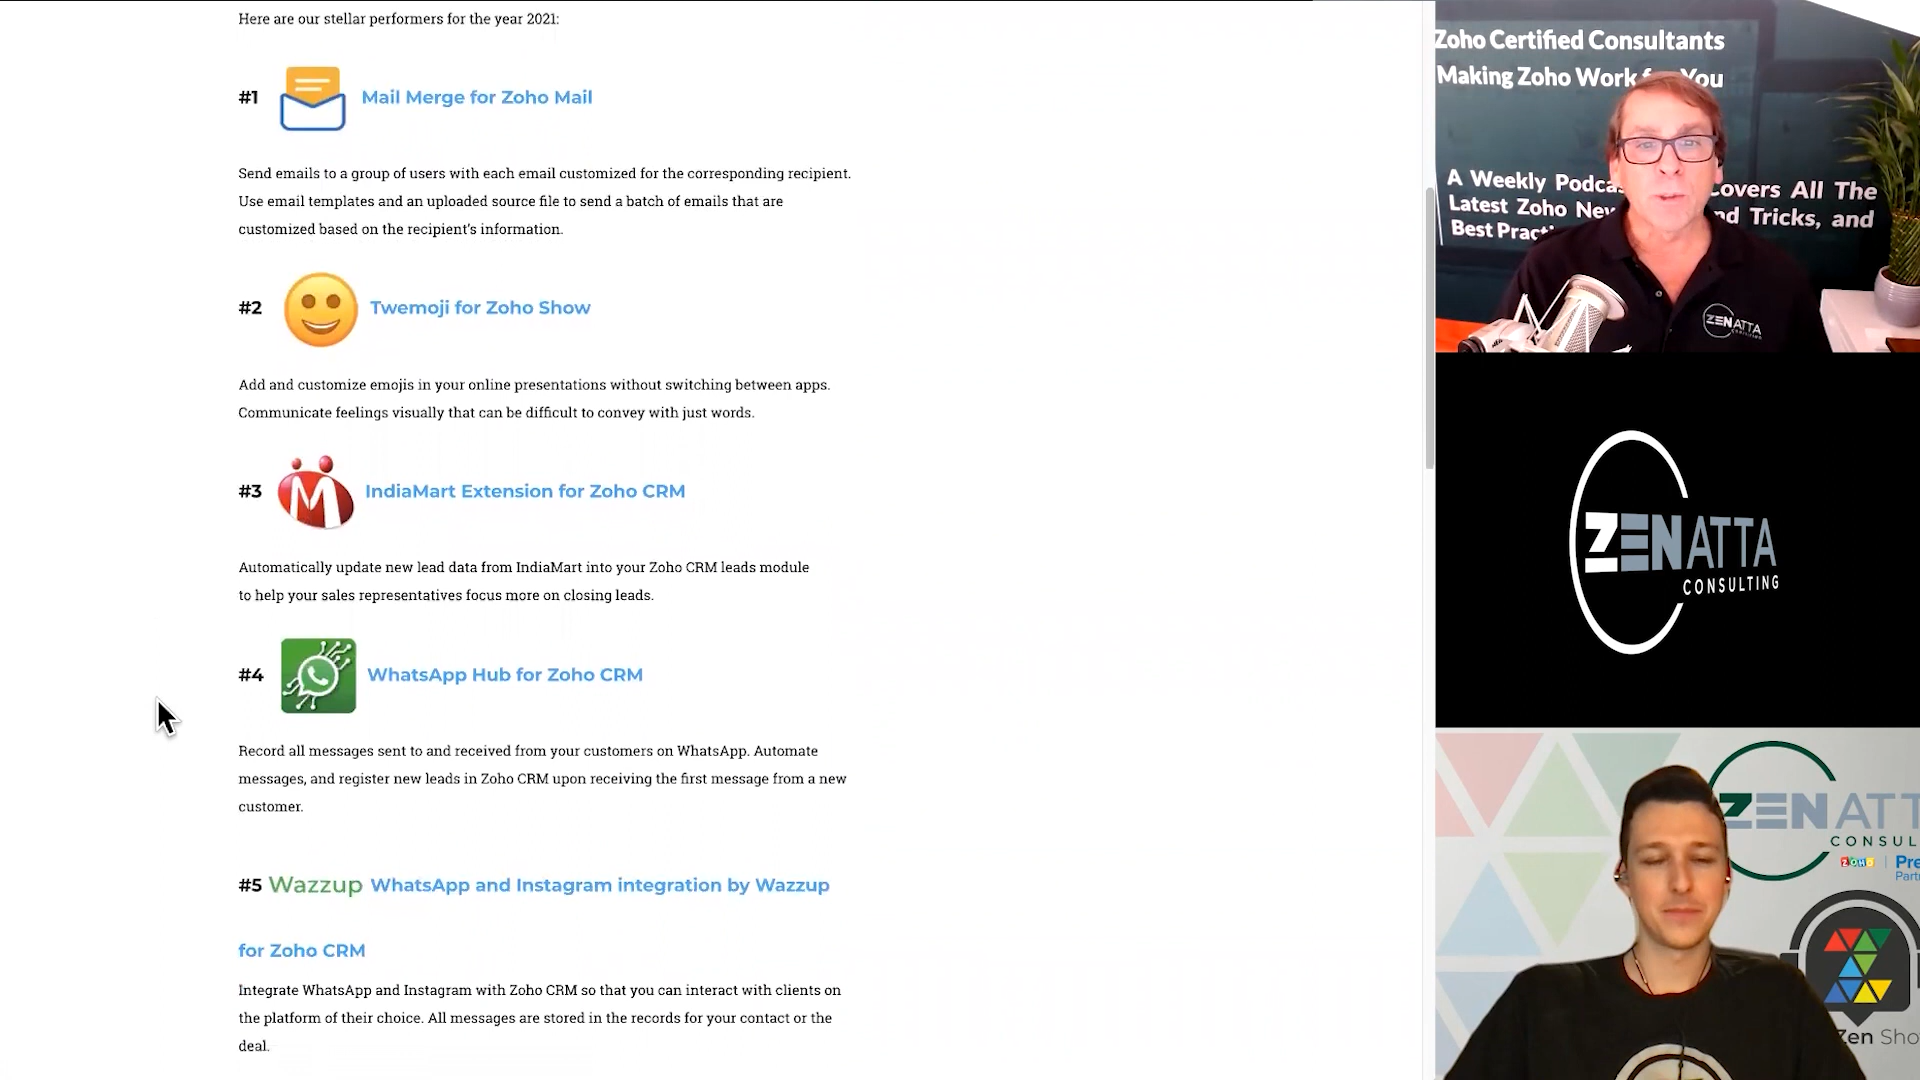 Here are our stellar performers for the year 2021:
#1 Mail Merge for Zoho Mail
Send emails to a group of users with each email customized for the corresponding recipient.
Use email templates and an uploaded source file to send a batch of emails that are
customized based on the recipient's information.
#2 Twemoji for Zoho Show
Add and customize emojis in your online presentations without switching between apps.
Communicate feelings visually that can be difficult to convey with just words.
#3 IndiaMart Extension for Zoho CRM
Automatically update new lead data from IndiaMart into your Zoho CRM leads module
to help your sales representatives focus more on closing leads.
#4 WhatsApp Hub for Zoho CRM
Record all messages sent to and received from your customers on WhatsApp. Automate
messages, and register new leads in Zoho CRM upon receiving the first message from a new
customer.
#5 Wazzup WhatsApp and Instagram integration by Wazzup
for Zoho CRM
Integrate WhatsApp and Instagram with Zoho CRM so that you can interact with clients on
the platform of their choice. All messages are stored in the records for your contact or the
deal.
Zoho Certified Consultants
Making Zoho Work You
A Weekly The
Latest Zoho Tricks, and
Best
ZENATTA
ZENATTA
CONSULTING
ZENATT
CONSUL
ZOHO
Zen Sho